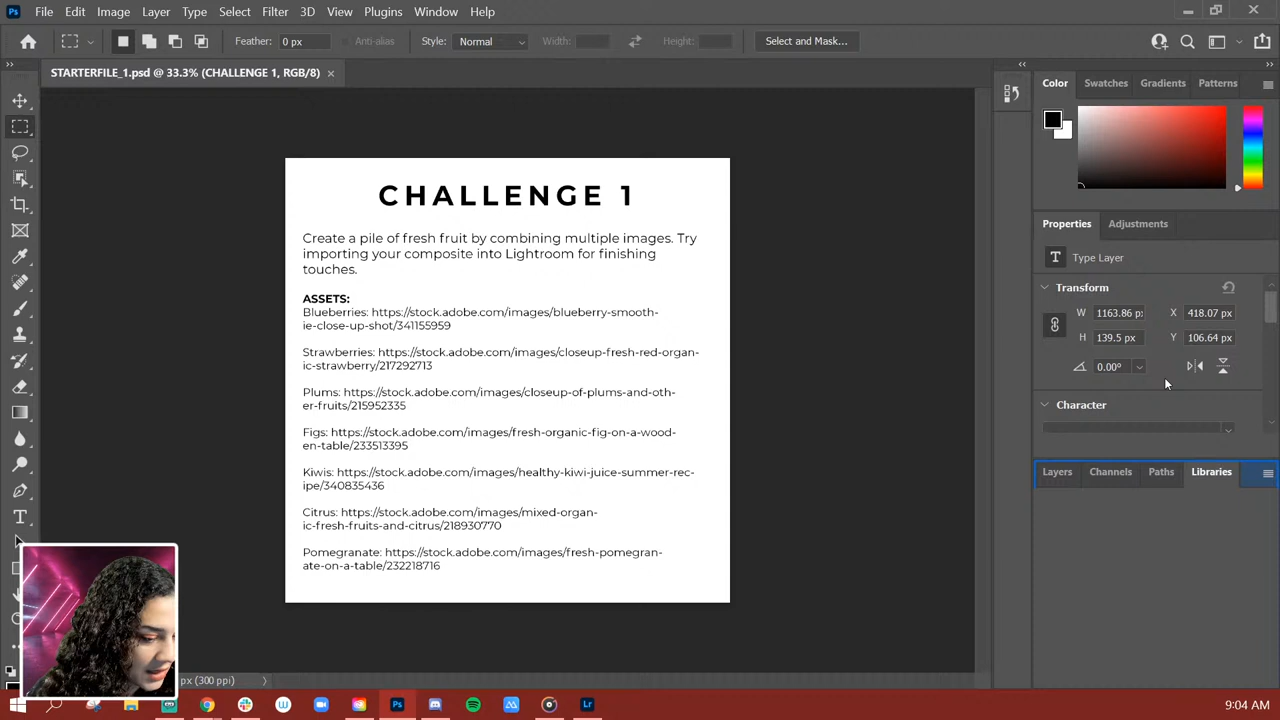 Ps File Edit Image Layer Type Select Filter 3D View Plugins Window Help
Feather: 0 px Anti-alias Style: Normal Width: Height: Select and Mask...
STARTERFILE_1.psd @ 33.3% (CHALLENGE 1, RGB/8)
Color Swatches Gradients Patterns
CHALLENGE 1
Create a pile of fresh fruit by combining multiple images. Try
importing your composite into Lightroom for finishing
touches.
ASSETS:
Blueberries: https://stock.adobe.com/images/blueberry-smooth-
ie-close-up-shot/341155959
Strawberries: https://stock.adobe.com/images/closeup-fresh-red-organ-
ic-strawberry/217292713
Plums: https://stock.adobe.com/images/closeup-of-plums-and-oth-
er-fruits/215952335
Figs: https://stock.adobe.com/images/fresh-organic-fig-on-a-wood-
en-table/233513395
Kiwis: https://stock.adobe.com/images/healthy-kiwi-juice-summer-rec-
ipe/340835436
Citrus: https://stock.adobe.com/images/mixed-organ-
ic-fresh-fruits-and-citrus/218930770
Pomegranate: https://stock.adobe.com/images/fresh-pomegran-
ate-on-a-table/232218716
Properties Adjustments
T Type Layer
Transform
W 1163.86 px X 418.07 px
H 139.5 px Y 106.64 px
0.00°
Character
Layers Channels Paths Libraries
px (300 ppi)
Ps Lr 9:04 AM